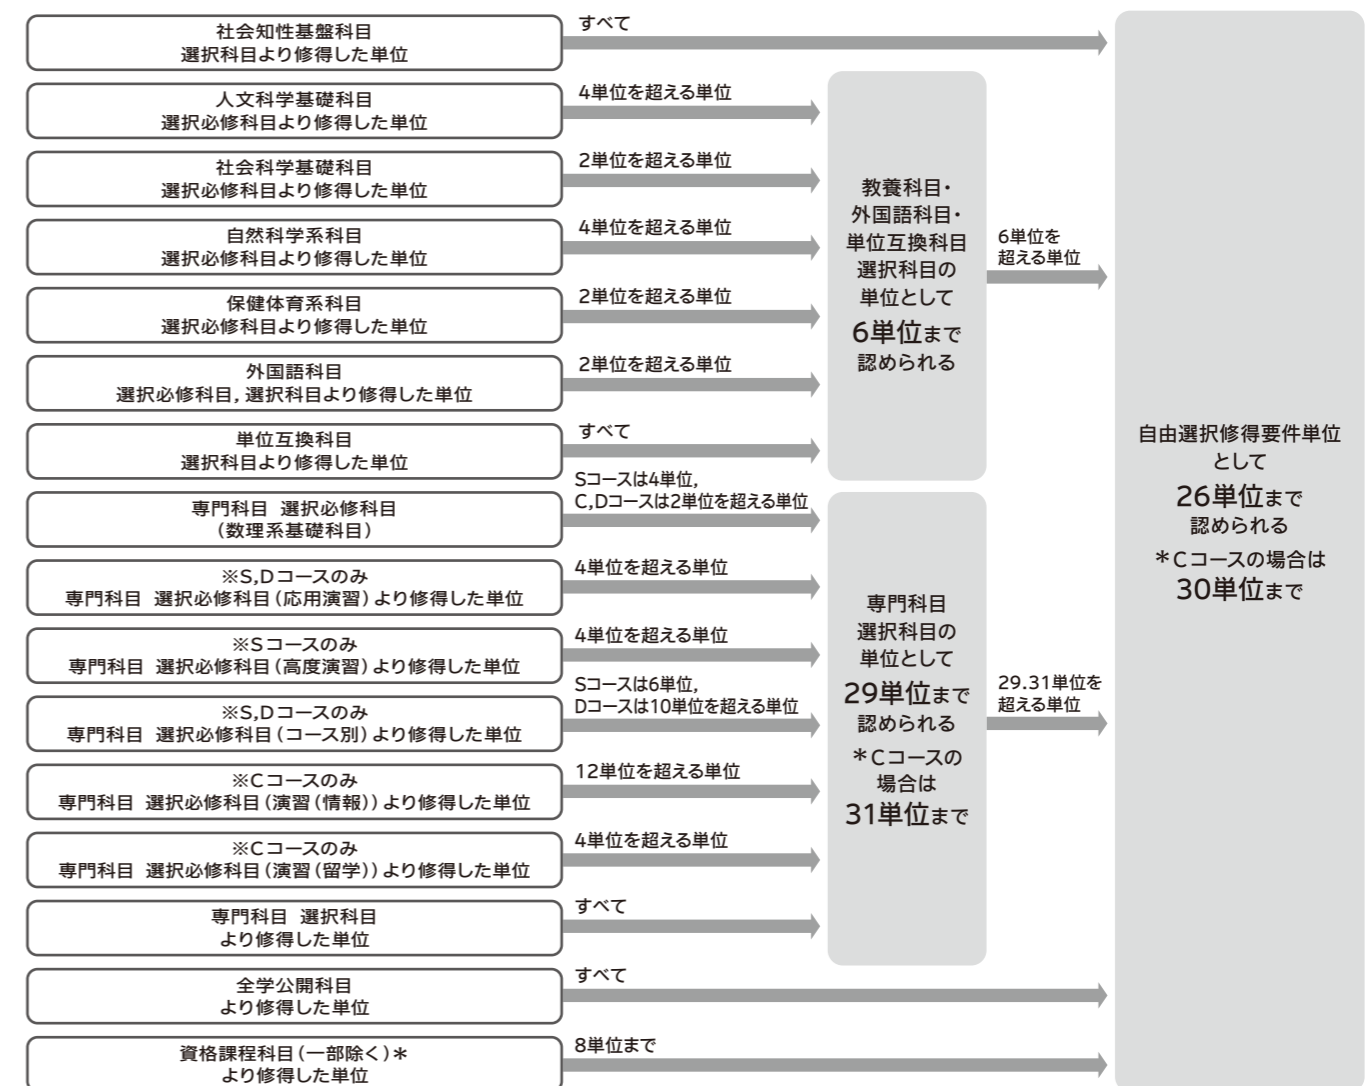 社会知性基盤科目
選択科目より修得した単位
すべて
人文科学基礎科目
選択必修科目より修得した単位
4単位を超える単位
社会科学基礎科目
選択必修科目より修得した単位
2単位を超える単位
自然科学系科目
選択必修科目より修得した単位
4単位を超える単位
保健体育系科目
選択必修科目より修得した単位
2単位を超える単位
外国語科目
選択必修科目，選択科目より修得した単位
2単位を超える単位
単位互換科目
選択科目より修得した単位
すべて
教養科目・
外国語科目・
単位互換科目
選択科目の
単位として
6単位まで
認められる
6単位を
超える単位
専門科目 選択必修科目
（数理系基礎科目）
Sコースは4単位，
C,Dコースは2単位を超える単位
※S,Dコースのみ
専門科目 選択必修科目（応用演習）より修得した単位
4単位を超える単位
※Sコースのみ
専門科目 選択必修科目（高度演習）より修得した単位
4単位を超える単位
※S,Dコースのみ
専門科目 選択必修科目（コース別）より修得した単位
Sコースは6単位，
Dコースは10単位を超える単位
※Cコースのみ
専門科目 選択必修科目（演習（情報））より修得した単位
12単位を超える単位
※Cコースのみ
専門科目 選択必修科目（演習（留学））より修得した単位
4単位を超える単位
専門科目 選択科目
より修得した単位
すべて
専門科目
選択科目の
単位として
29単位まで
認められる
＊Cコースの
場合は
31単位まで
29.31単位を
超える単位
全学公開科目
より修得した単位
すべて
資格課程科目（一部除く）＊
より修得した単位
8単位まで
自由選択修得要件単位
として
26単位まで
認められる
＊Cコースの場合は
30単位まで